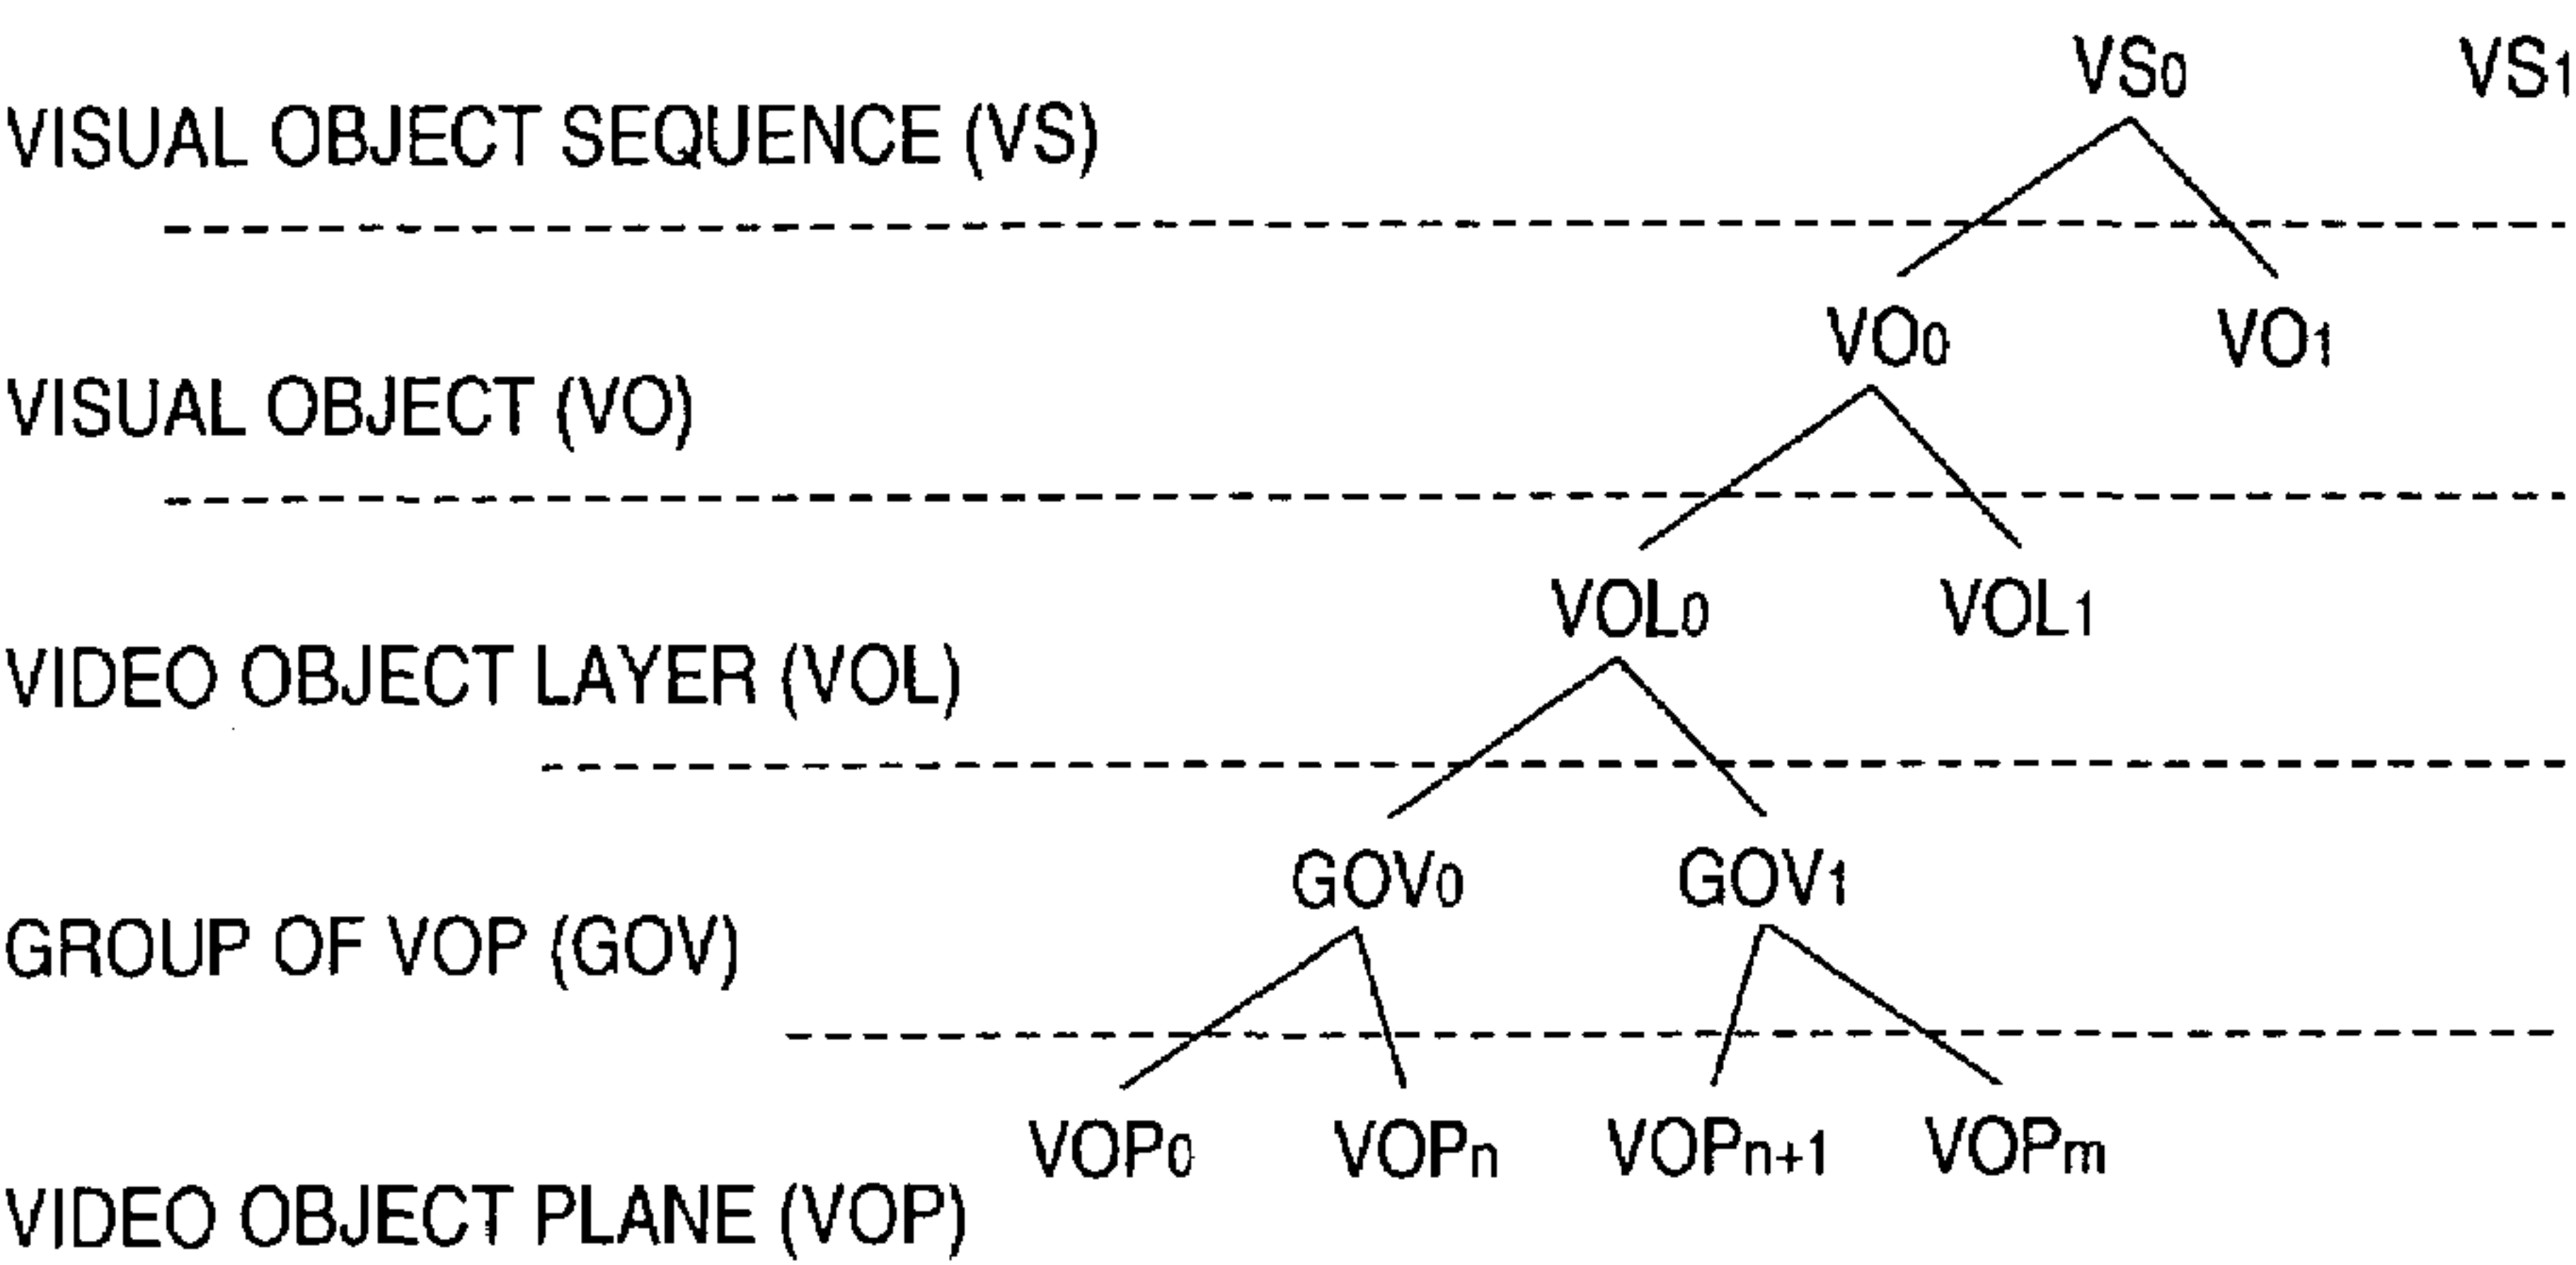 VS0 VS1
VISUAL OBJECT SEQUENCE (VS)
VO0 VO1
VISUAL OBJECT (VO)
VOL0 VOL1
VIDEO OBJECT LAYER (VOL)
GOV0 GOV1
GROUP OF VOP (GOV)
VOP0 VOPn VOPn+1 VOPm
VIDEO OBJECT PLANE (VOP)